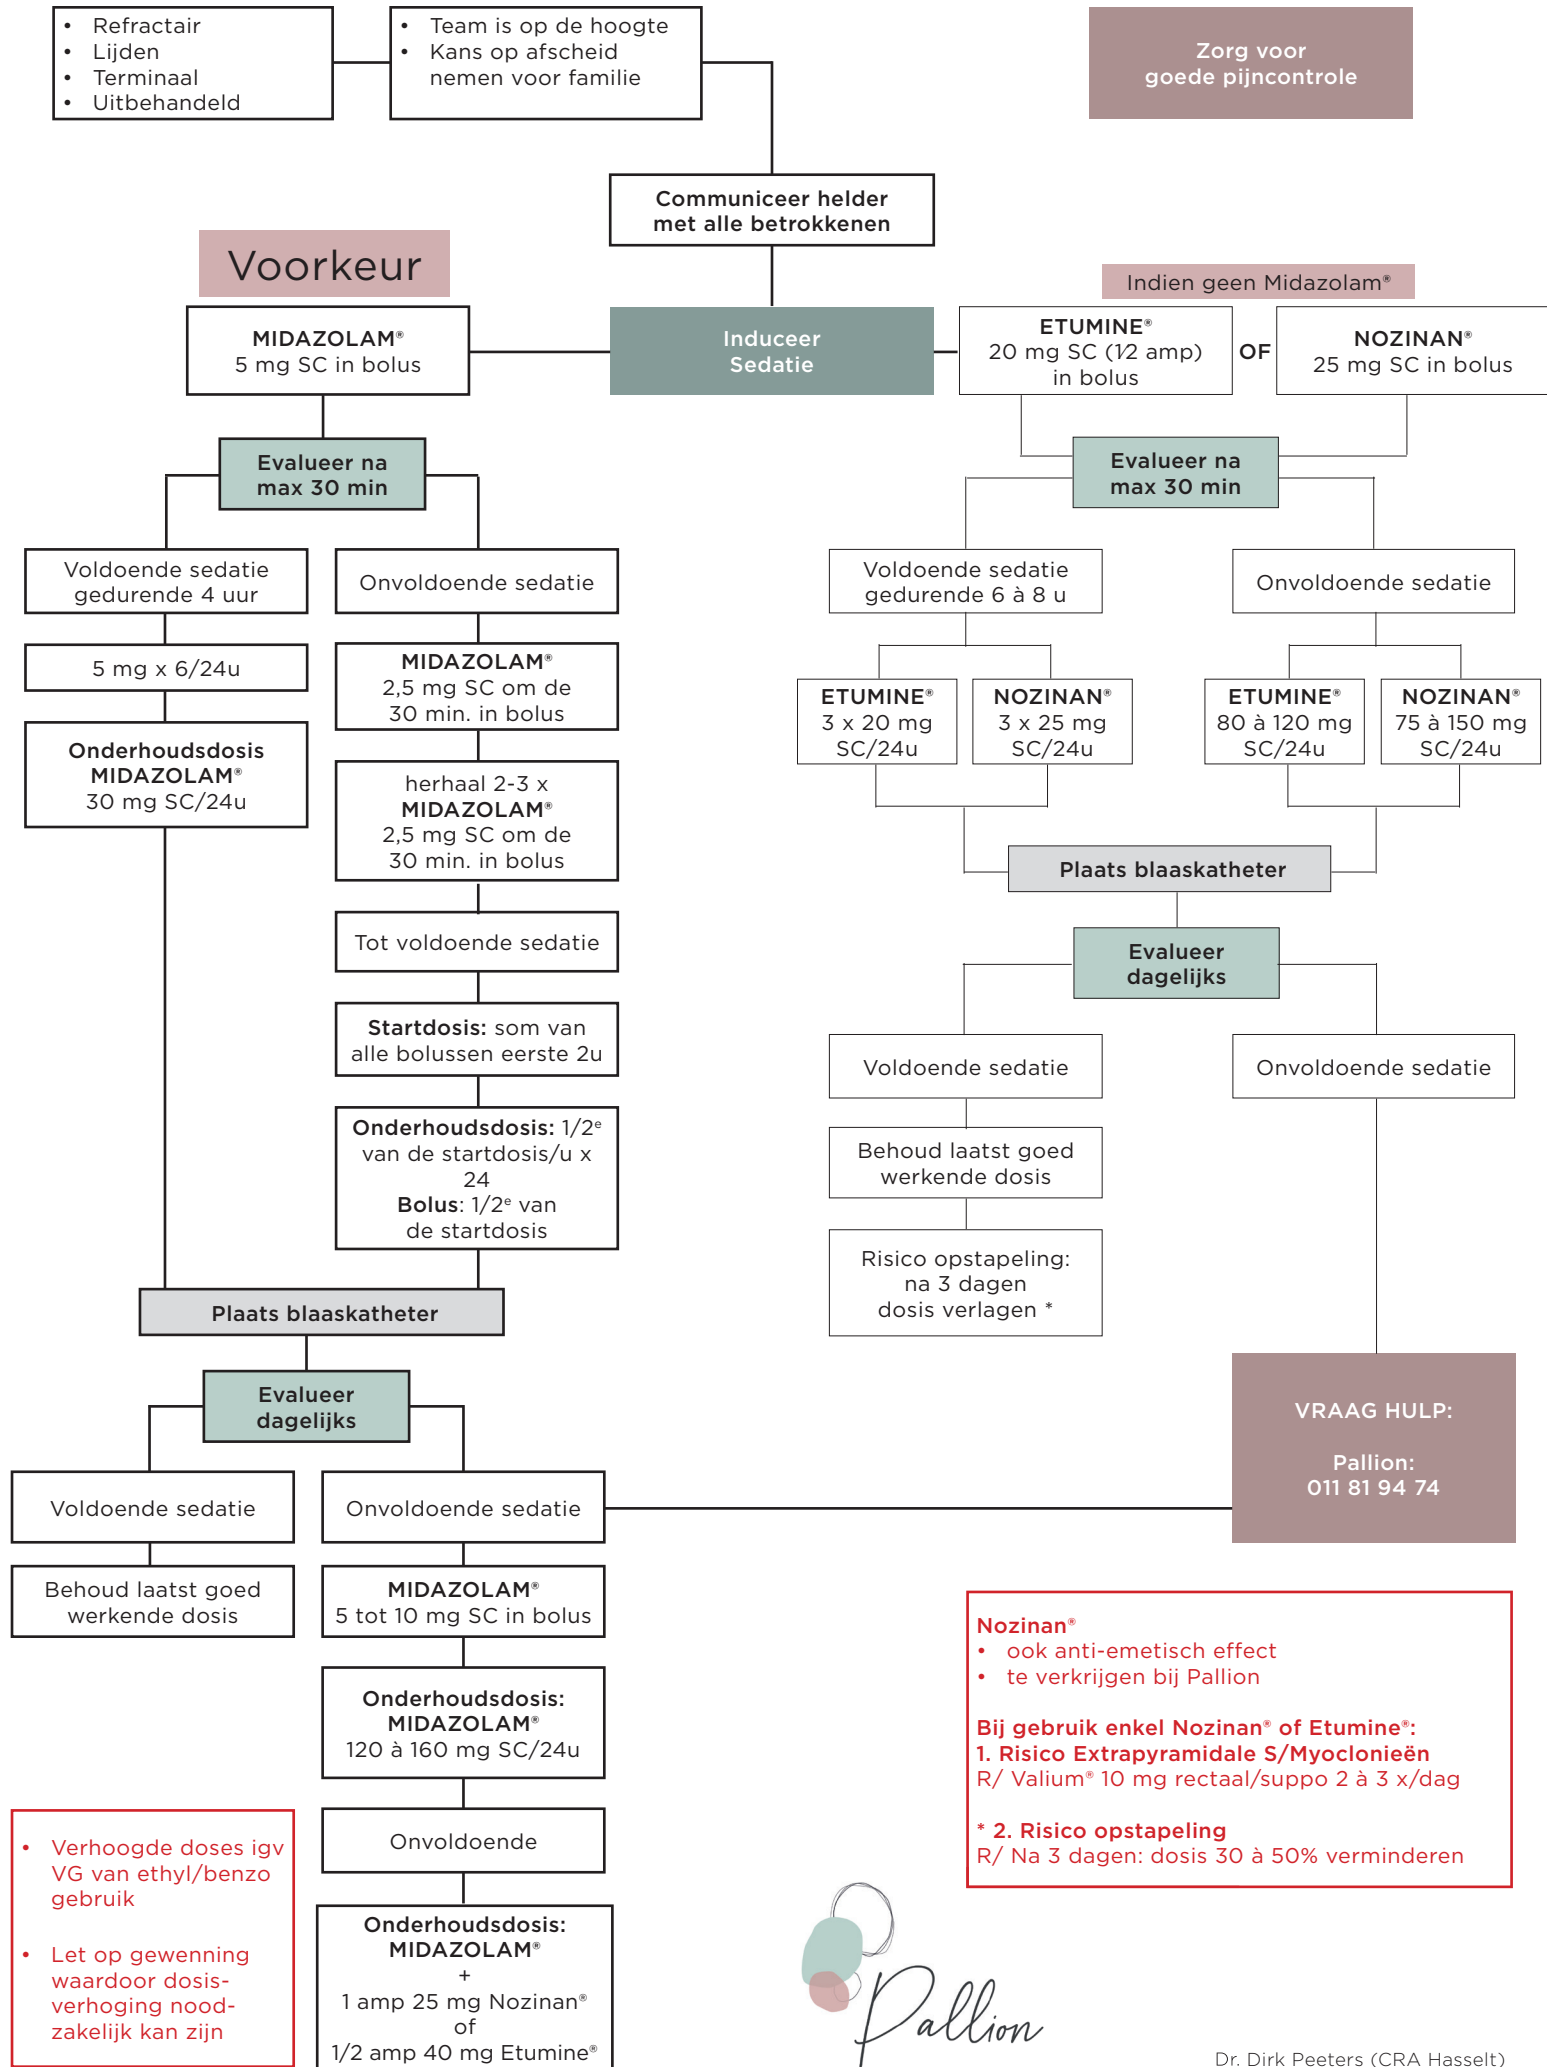 • Refractair
• Lijden
• Terminaal
• Uitbehandeld
• Team is op de hoogte
• Kans op afscheid
nemen voor familie
Zorg voor
goede pijncontrole
Communiceer helder
met alle betrokkenen
Voorkeur
Indien geen Midazolam®
MIDAZOLAM®
5 mg SC in bolus
Induceer
Sedatie
ETUMINE®
20 mg SC (1/2 amp)
in bolus
OF
NOZINAN®
25 mg SC in bolus
Evalueer na
max 30 min
Voldoende sedatie
gedurende 4 uur
5 mg x 6/24u
Onderhoudsdosis
MIDAZOLAM®
30 mg SC/24u
Onvoldoende sedatie
MIDAZOLAM®
2,5 mg SC om de
30 min. in bolus
herhaal 2-3 x
MIDAZOLAM®
2,5 mg SC om de
30 min. in bolus
Tot voldoende sedatie
Startdosis: som van
alle bolussen eerste 2u
Onderhoudsdosis: 1/2e
van de startdosis/u x
24
Bolus: 1/2e van
de startdosis
Plaats blaaskatheter
Evalueer
dagelijks
Voldoende sedatie
Behoud laatst goed
werkende dosis
Onvoldoende sedatie
MIDAZOLAM®
5 tot 10 mg SC in bolus
Onderhoudsdosis:
MIDAZOLAM®
120 à 160 mg SC/24u
Onvoldoende
Onderhoudsdosis:
MIDAZOLAM®
+
1 amp 25 mg Nozinan®
of
1/2 amp 40 mg Etumine®
• Verhoogde doses igv
VG van ethyl/benzo
gebruik
• Let op gewenning
waardoor dosis-
verhoging nood-
zakelijk kan zijn
Evalueer na
max 30 min
Voldoende sedatie
gedurende 6 à 8 u
Onvoldoende sedatie
ETUMINE®
3 x 20 mg
SC/24u
NOZINAN®
3 x 25 mg
SC/24u
ETUMINE®
80 à 120 mg
SC/24u
NOZINAN®
75 à 150 mg
SC/24u
Plaats blaaskatheter
Evalueer
dagelijks
Voldoende sedatie
Behoud laatst goed
werkende dosis
Risico opstapeling:
na 3 dagen
dosis verlagen *
Onvoldoende sedatie
VRAAG HULP:
Pallion:
011 81 94 74
Nozinan®
• ook anti-emetisch effect
• te verkrijgen bij Pallion
Bij gebruik enkel Nozinan® of Etumine®:
1. Risico Extrapyramidale S/Myoclonieën
R/ Valium® 10 mg rectaal/suppo 2 à 3 x/dag
* 2. Risico opstapeling
R/ Na 3 dagen: dosis 30 à 50% verminderen
Pallion
Dr. Dirk Peeters (CRA Hasselt)